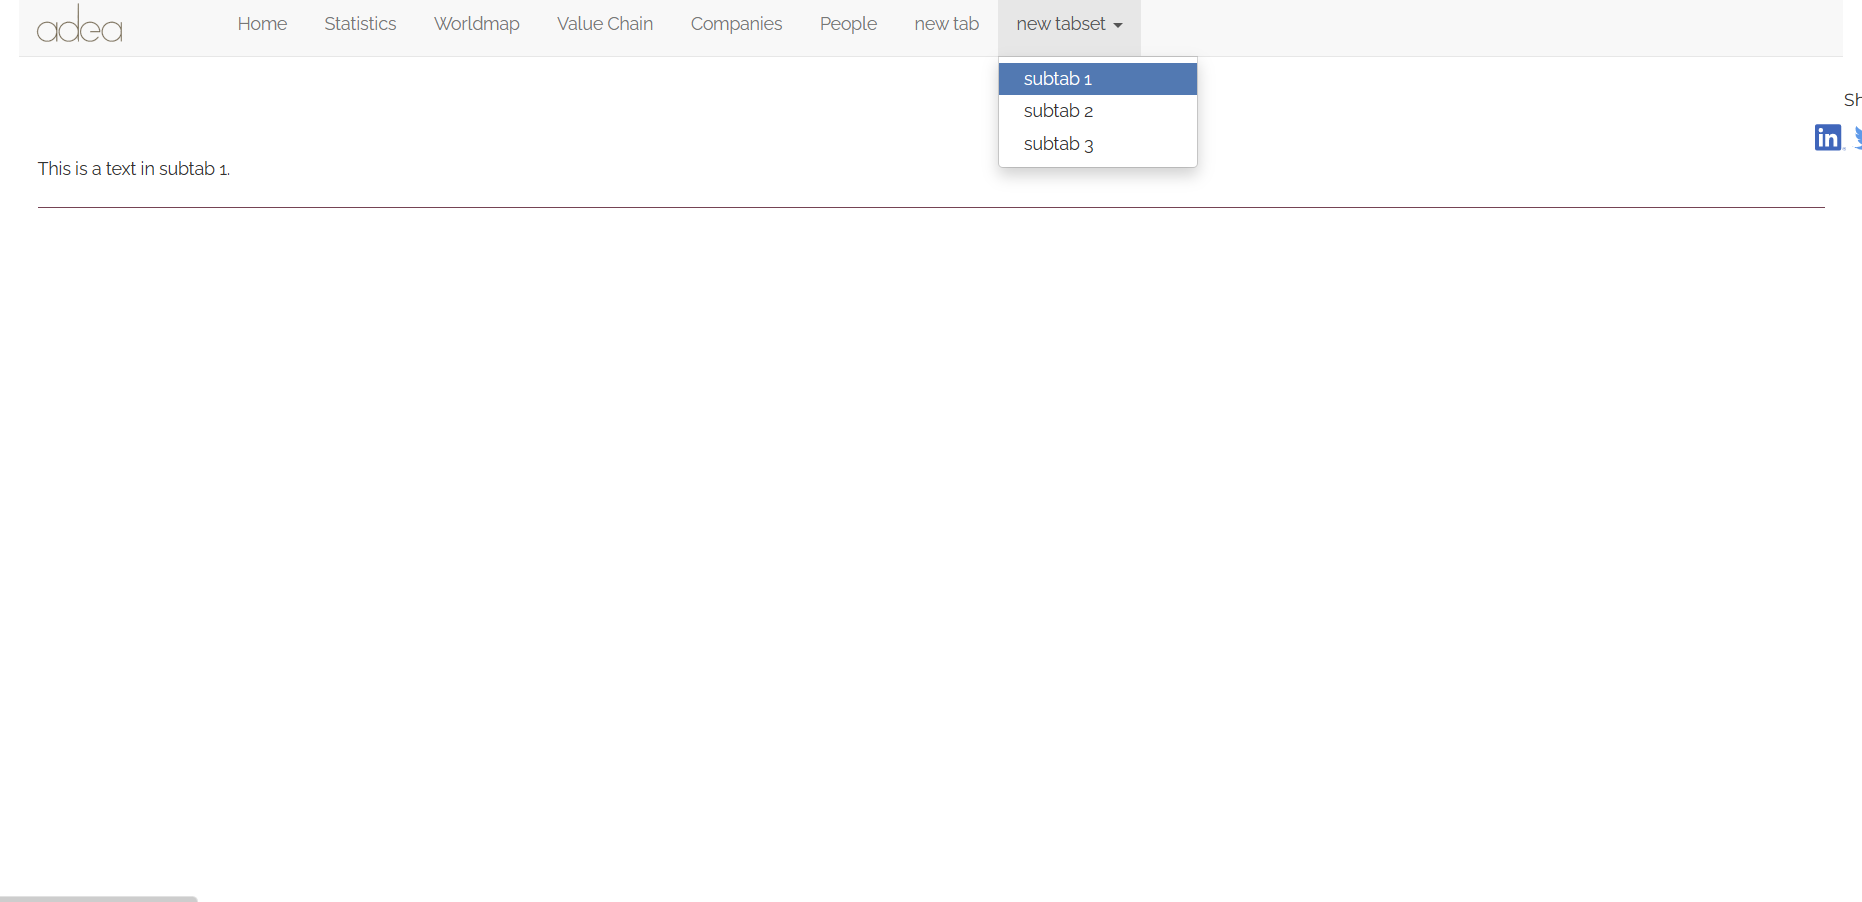 adea Home Statistics Worldmap Value Chain Companies People new tab new tabset
subtab 1
subtab 2
subtab 3
Sh
in
This is a text in subtab 1.